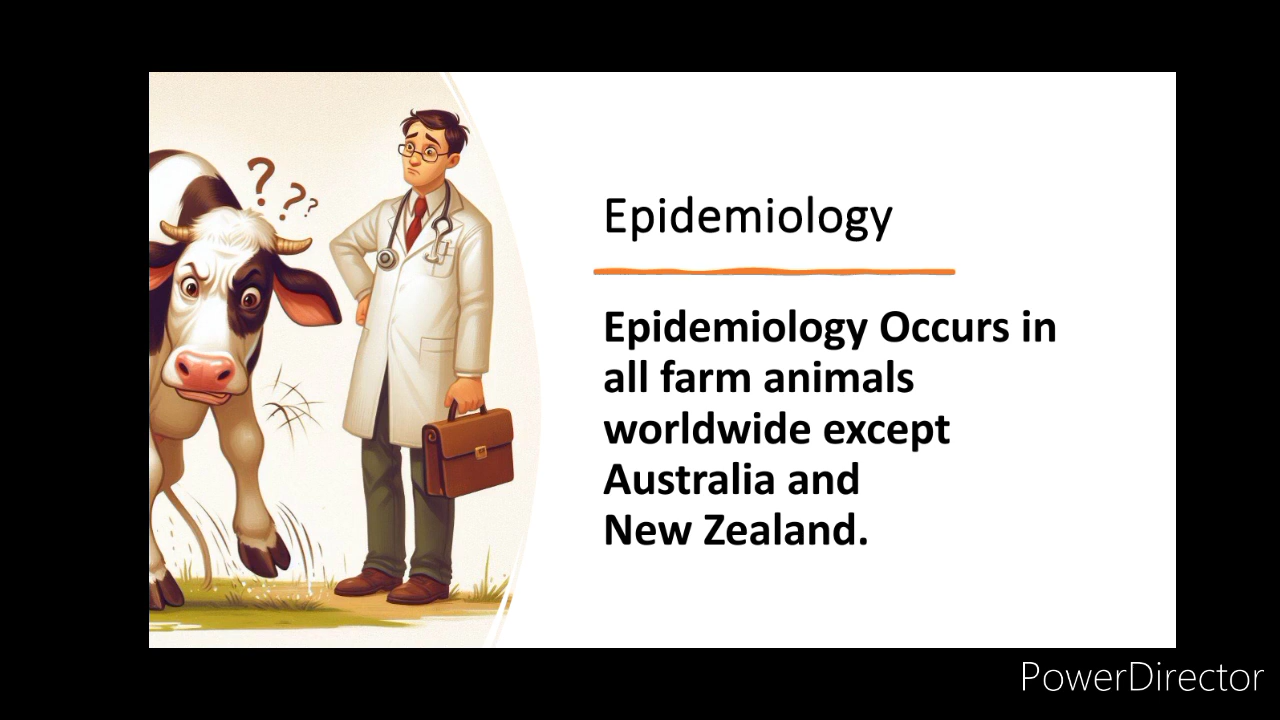 ? ? ?
Epidemiology
Epidemiology Occurs in
all farm animals
worldwide except
Australia and
New Zealand.
PowerDirector